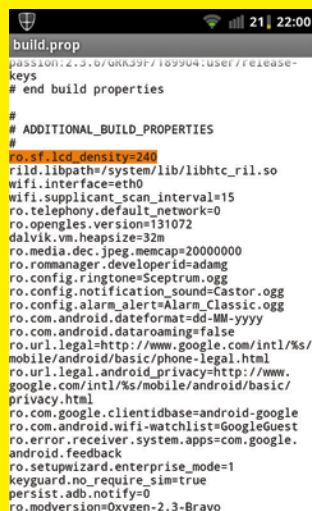 21 22:00
build.prop
passion:2.3.6/GRK39F/189904:user/release-
keys
# end build properties
#
# ADDITIONAL_BUILD_PROPERTIES
#
ro.sf.lcd_density=240
rild.libpath=/system/lib/libhtc_ril.so
wifi.interface=eth0
wifi.supplicant_scan_interval=15
ro.telephony.default_network=0
ro.opengles.version=131072
dalvik.vm.heapsize=32m
ro.media.dec.jpeg.memcap=20000000
ro.rommanager.developerid=adamg
ro.config.ringtone=Sceptrum.ogg
ro.config.notification_sound=Castor.ogg
ro.config.alarm_alert=Alarm_Classic.ogg
ro.com.android.dateformat=dd-MM-yyyy
ro.com.android.dataroaming=false
ro.url.legal=http://www.google.com/intl/%s/
mobile/android/basic/phone-legal.html
ro.url.legal.android_privacy=http://www.
google.com/intl/%s/mobile/android/basic/
privacy.html
ro.com.google.clientidbase=android-google
ro.com.android.wifi-watchlist=GoogleGuest
ro.error.receiver.system.apps=com.google.
android.feedback
ro.setupwizard.enterprise_mode=1
keyguard.no_require_sim=true
persist.adb.notify=0
ro.modversion=Oxygen-2.3-Bravo